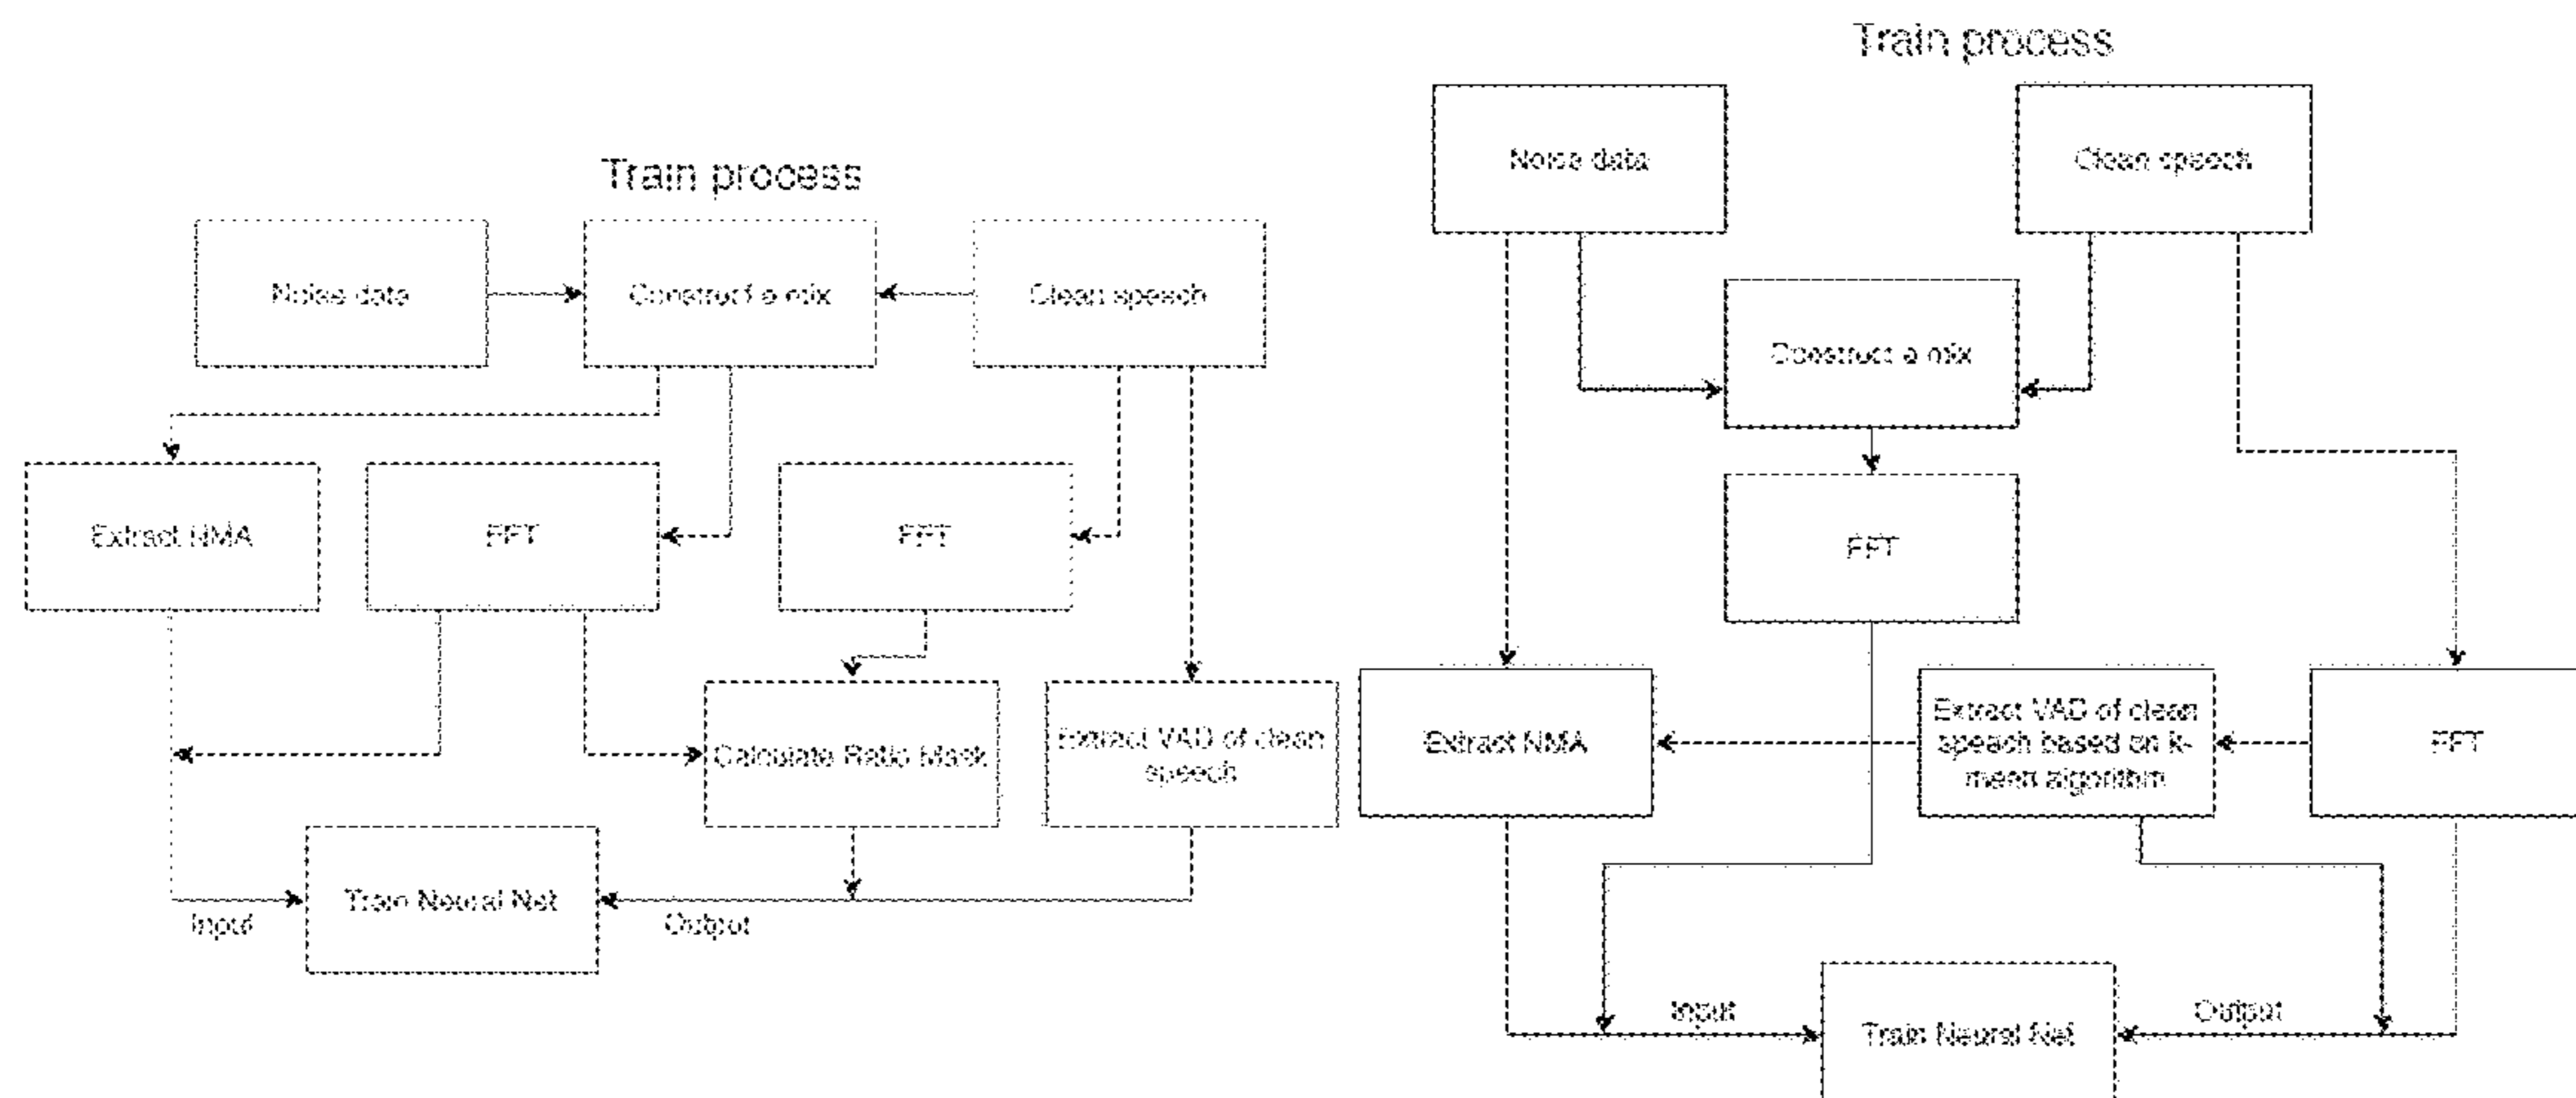 Train process
Noise data
Construct a mix
Clean speech
Extract NMA
FFT
FFT
Calculate Ratio Mask
Extract VAD of clean
speech
Train Neural Net
Input
Output
Train process
Noise data
Clean speech
Construct a mix
FFT
Extract NMA
Extract VAD of clean
speach based on k-
mean algorithm
FFT
Input
Output
Train Neural Net